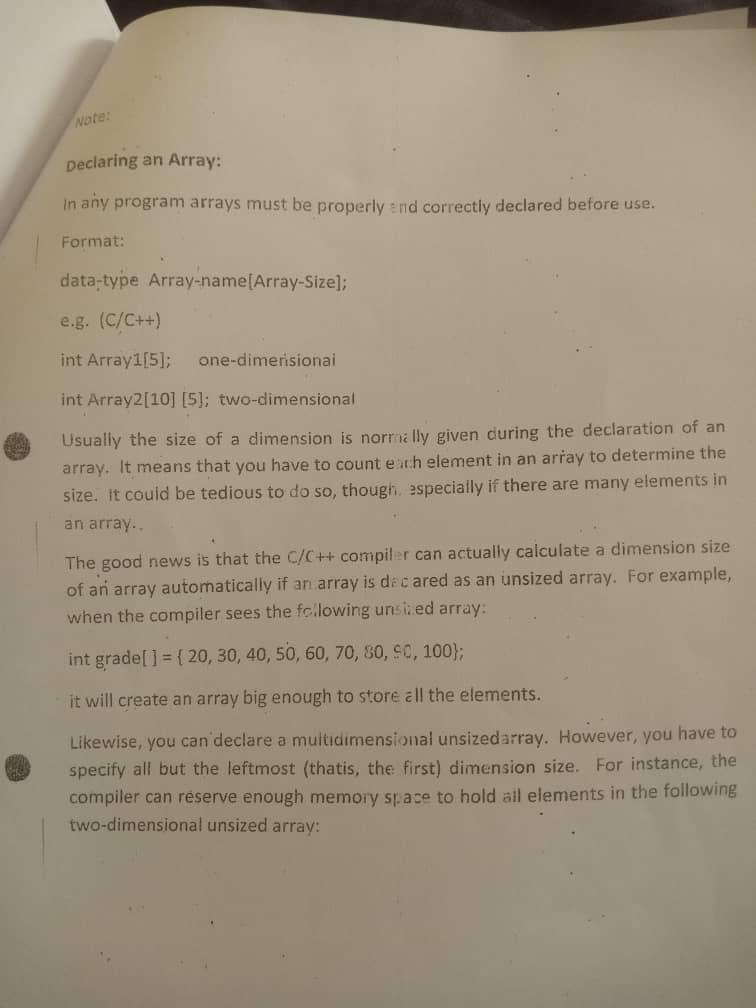 Note:
Declaring an Array:
In any program arrays must be properly and correctly declared before use.
Format:
data-type Array-name[Array-Size];
e.g. (C/C++)
int Array1[5]; one-dimensional
int Array2[10] [5]; two-dimensional
Usually the size of a dimension is normally given during the declaration of an
array. It means that you have to count each element in an array to determine the
size. It could be tedious to do so, though, especially if there are many elements in
an array..
The good news is that the C/C++ compiler can actually calculate a dimension size
of an array automatically if an array is declared as an unsized array. For example,
when the compiler sees the following unsized array:
int grade[ ] = { 20, 30, 40, 50, 60, 70, 80, 90, 100};
it will create an array big enough to store all the elements.
Likewise, you can declare a multidimensional unsizedarray. However, you have to
specify all but the leftmost (thatis, the first) dimension size. For instance, the
compiler can reserve enough memory space to hold all elements in the following
two-dimensional unsized array: